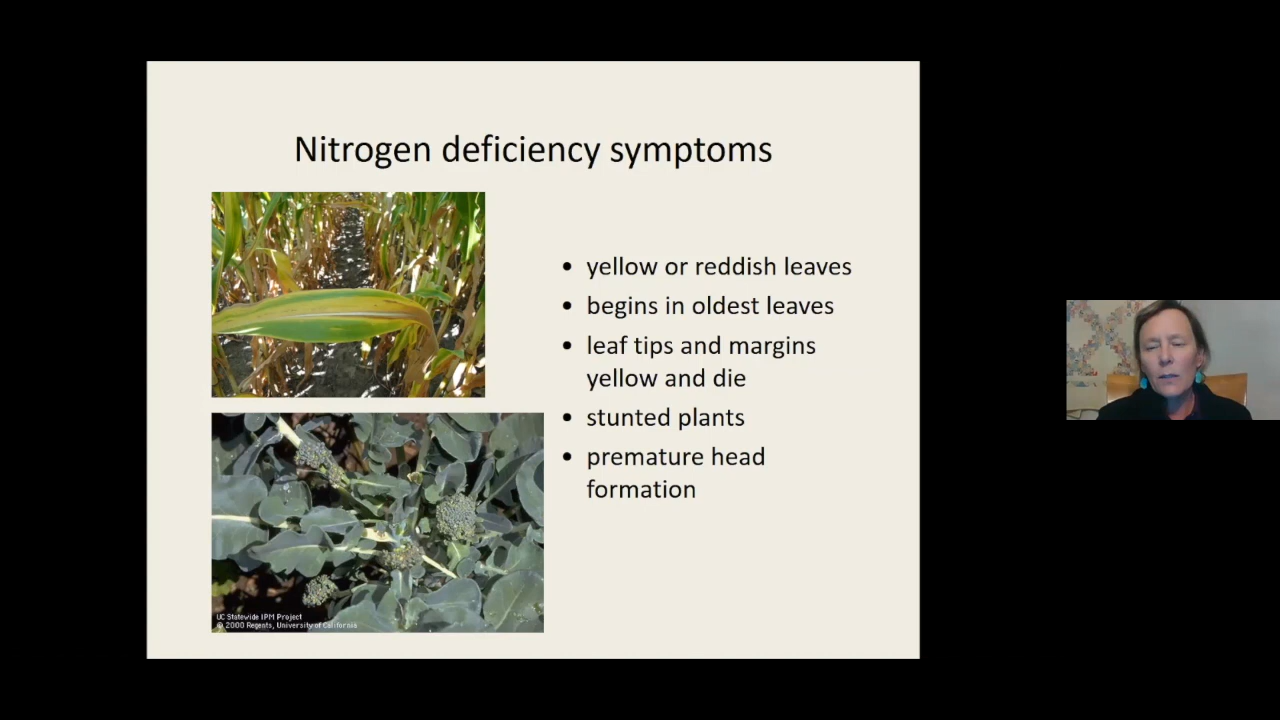 Nitrogen deficiency symptoms
• yellow or reddish leaves
• begins in oldest leaves
• leaf tips and margins
yellow and die
• stunted plants
• premature head
formation
UC Statewide IPM Project
© 2000 Regents, University of California